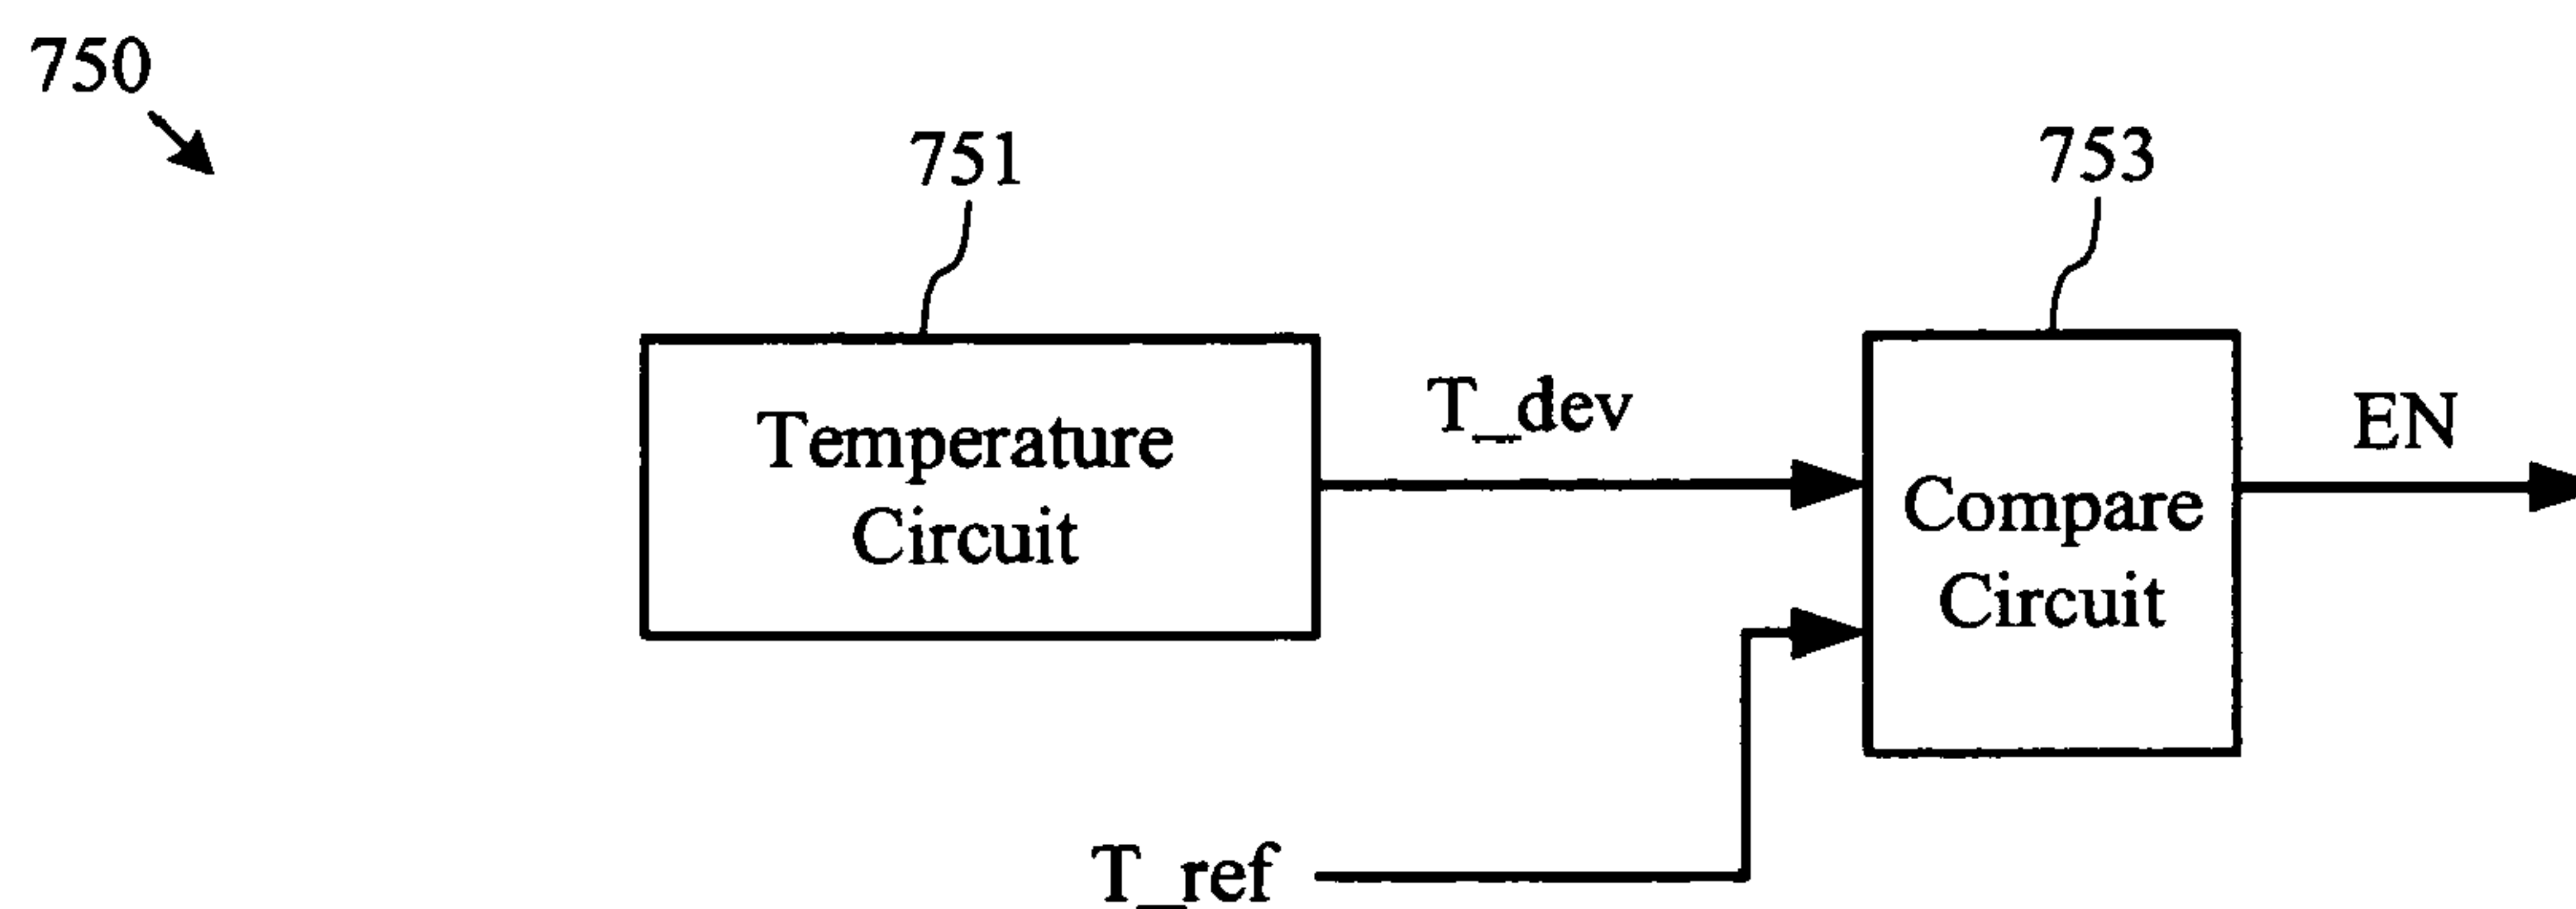 750
751
753
Temperature
Circuit
T_dev
Compare
Circuit
EN
T_ref